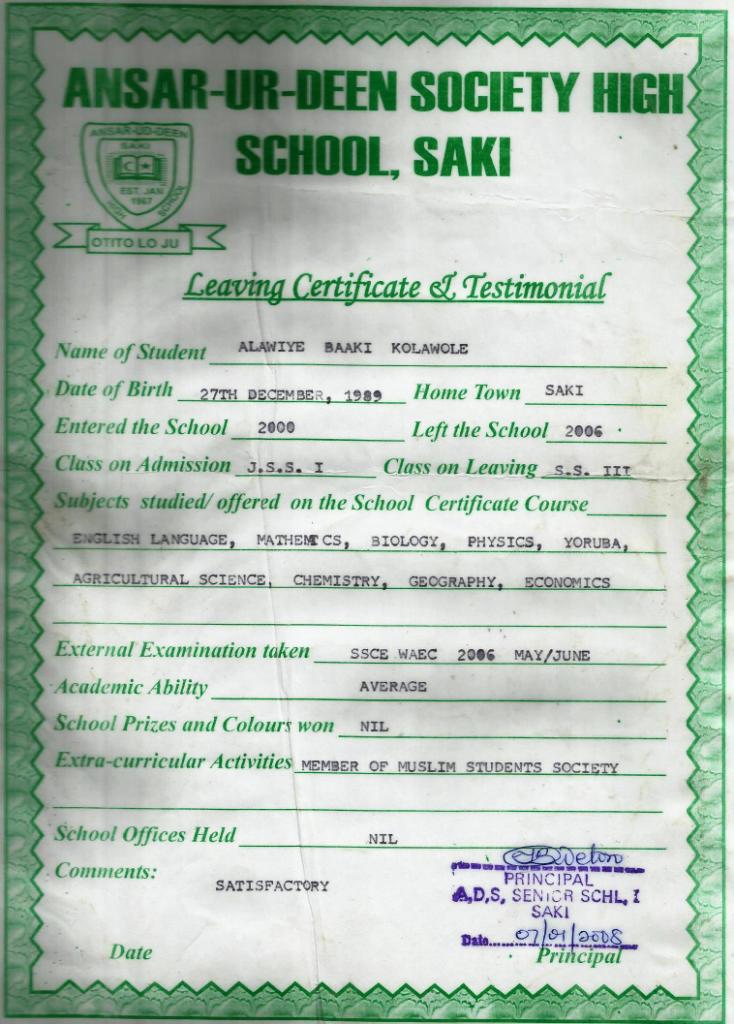 ANSAR-UR-DEEN SOCIETY HIGH
SCHOOL, SAKI
ANSAR-UD-DEEN
SAKI
EST. JAN
1967
HIGH SCHOOL
OTITO LO JU
Leaving Certificate & Testimonial
Name of Student ALAWIYE BAAKI KOLAWOLE
Date of Birth 27TH DECEMBER, 1989 Home Town SAKI
Entered the School 2000 Left the School 2006
Class on Admission J.S.S. I Class on Leaving S.S. III
Subjects studied/ offered on the School Certificate Course
ENGLISH LANGUAGE, MATHEMTCS, BIOLOGY, PHYSICS, YORUBA,
AGRICULTURAL SCIENCE, CHEMISTRY, GEOGRAPHY, ECONOMICS
External Examination taken SSCE WAEC 2006 MAY/JUNE
Academic Ability AVERAGE
School Prizes and Colours won NIL
Extra-curricular Activities MEMBER OF MUSLIM STUDENTS SOCIETY
School Offices Held NIL
Comments:
SATISFACTORY
PRINCIPAL
A,D,S, SENIOR SCHL, I
SAKI
Date 07/01/2008
Date Principal